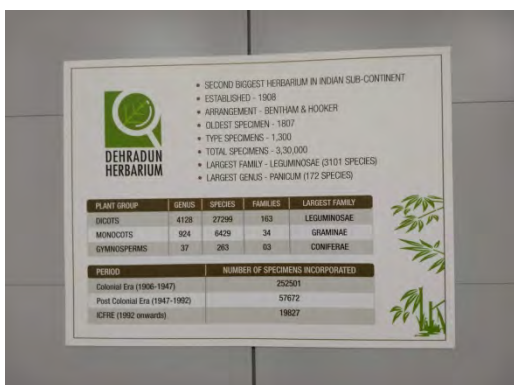 SECOND BIGGEST HERBARIUM IN INDIAN SUB-CONTINENT
ESTABLISHED - 1908
ARRANGEMENT - BENTHAM & HOOKER
OLDEST SPECIMEN - 1807
TYPE SPECIMENS - 1,300
TOTAL SPECIMENS - 3,30,000
LARGEST FAMILY - LEGUMINOSAE (3101 SPECIES)
LARGEST GENUS - PANICUM (172 SPECIES)
DEHRADUN
HERBARIUM
PLANT GROUP GENUS SPECIES FAMILIES LARGEST FAMILY
DICOTS 4128 27299 163 LEGUMINOSAE
MONOCOTS 924 6429 34 GRAMINAE
GYMNOSPERMS 37 263 03 CONIFERAE
PERIOD NUMBER OF SPECIMENS INCORPORATED
Colonial Era (1906-1947) 252501
Post Colonial Era (1947-1992) 57672
ICFRE (1992 onwards) 19827